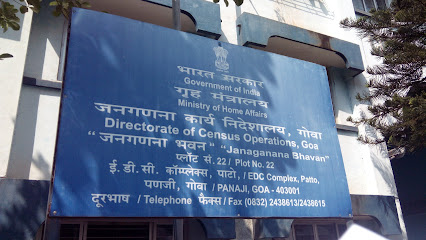 भारत सरकार
Government of India
गृह मंत्रालय
Ministry of Home Affairs
जनगणना कार्य निदेशालय, गोवा
Directorate of Census Operations, Goa
“जनगणना भवन” "Janaganana Bhavan"
प्लॉट सं. 22/ Plot No. 22
ई.डी.सी. कॉम्प्लेक्स, पाटो,/ EDC Complex, Patto,
पणजी, गोवा / PANAJI, GOA - 403001
दूरभाष / Telephone फैक्स/ Fax (0832) 2438613/2438615